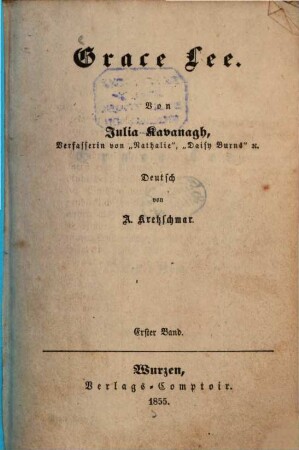 Grace Lee.
Von
Julia Kavanagh,
Verfasserin von „Nathalie", „Daisy Burns" ꝛc.
Deutsch
von
A. Kretzschmar.
Erster Band.
Wurzen,
Verlags-Comptoir.
1855.